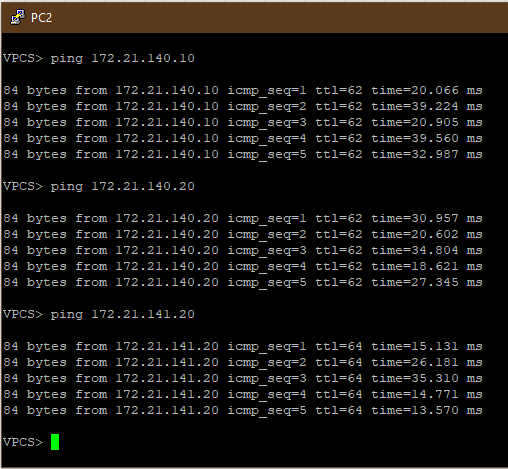 PC2
VPCS> ping 172.21.140.10
84 bytes from 172.21.140.10 icmp_seq=1 ttl=62 time=20.066 ms
84 bytes from 172.21.140.10 icmp_seq=2 ttl=62 time=39.224 ms
84 bytes from 172.21.140.10 icmp_seq=3 ttl=62 time=20.905 ms
84 bytes from 172.21.140.10 icmp_seq=4 ttl=62 time=39.560 ms
84 bytes from 172.21.140.10 icmp_seq=5 ttl=62 time=32.987 ms
VPCS> ping 172.21.140.20
84 bytes from 172.21.140.20 icmp_seq=1 ttl=62 time=30.957 ms
84 bytes from 172.21.140.20 icmp_seq=2 ttl=62 time=20.602 ms
84 bytes from 172.21.140.20 icmp_seq=3 ttl=62 time=34.804 ms
84 bytes from 172.21.140.20 icmp_seq=4 ttl=62 time=18.621 ms
84 bytes from 172.21.140.20 icmp_seq=5 ttl=62 time=27.345 ms
VPCS> ping 172.21.141.20
84 bytes from 172.21.141.20 icmp_seq=1 ttl=64 time=15.131 ms
84 bytes from 172.21.141.20 icmp_seq=2 ttl=64 time=26.181 ms
84 bytes from 172.21.141.20 icmp_seq=3 ttl=64 time=35.310 ms
84 bytes from 172.21.141.20 icmp_seq=4 ttl=64 time=14.771 ms
84 bytes from 172.21.141.20 icmp_seq=5 ttl=64 time=13.570 ms
VPCS>